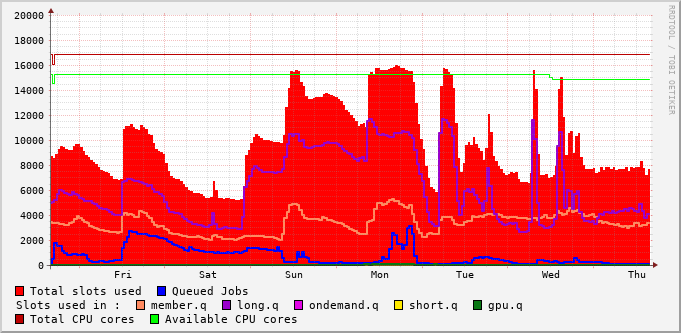 20000
18000
16000
14000
12000
10000
8000
6000
4000
2000
0
Fri Sat Sun Mon Tue Wed Thu
Total slots used Queued Jobs
Slots used in : member.q long.q ondemand.q short.q gpu.q
Total CPU cores
Available CPU cores
RRDTOOL / TOBI OETIKER